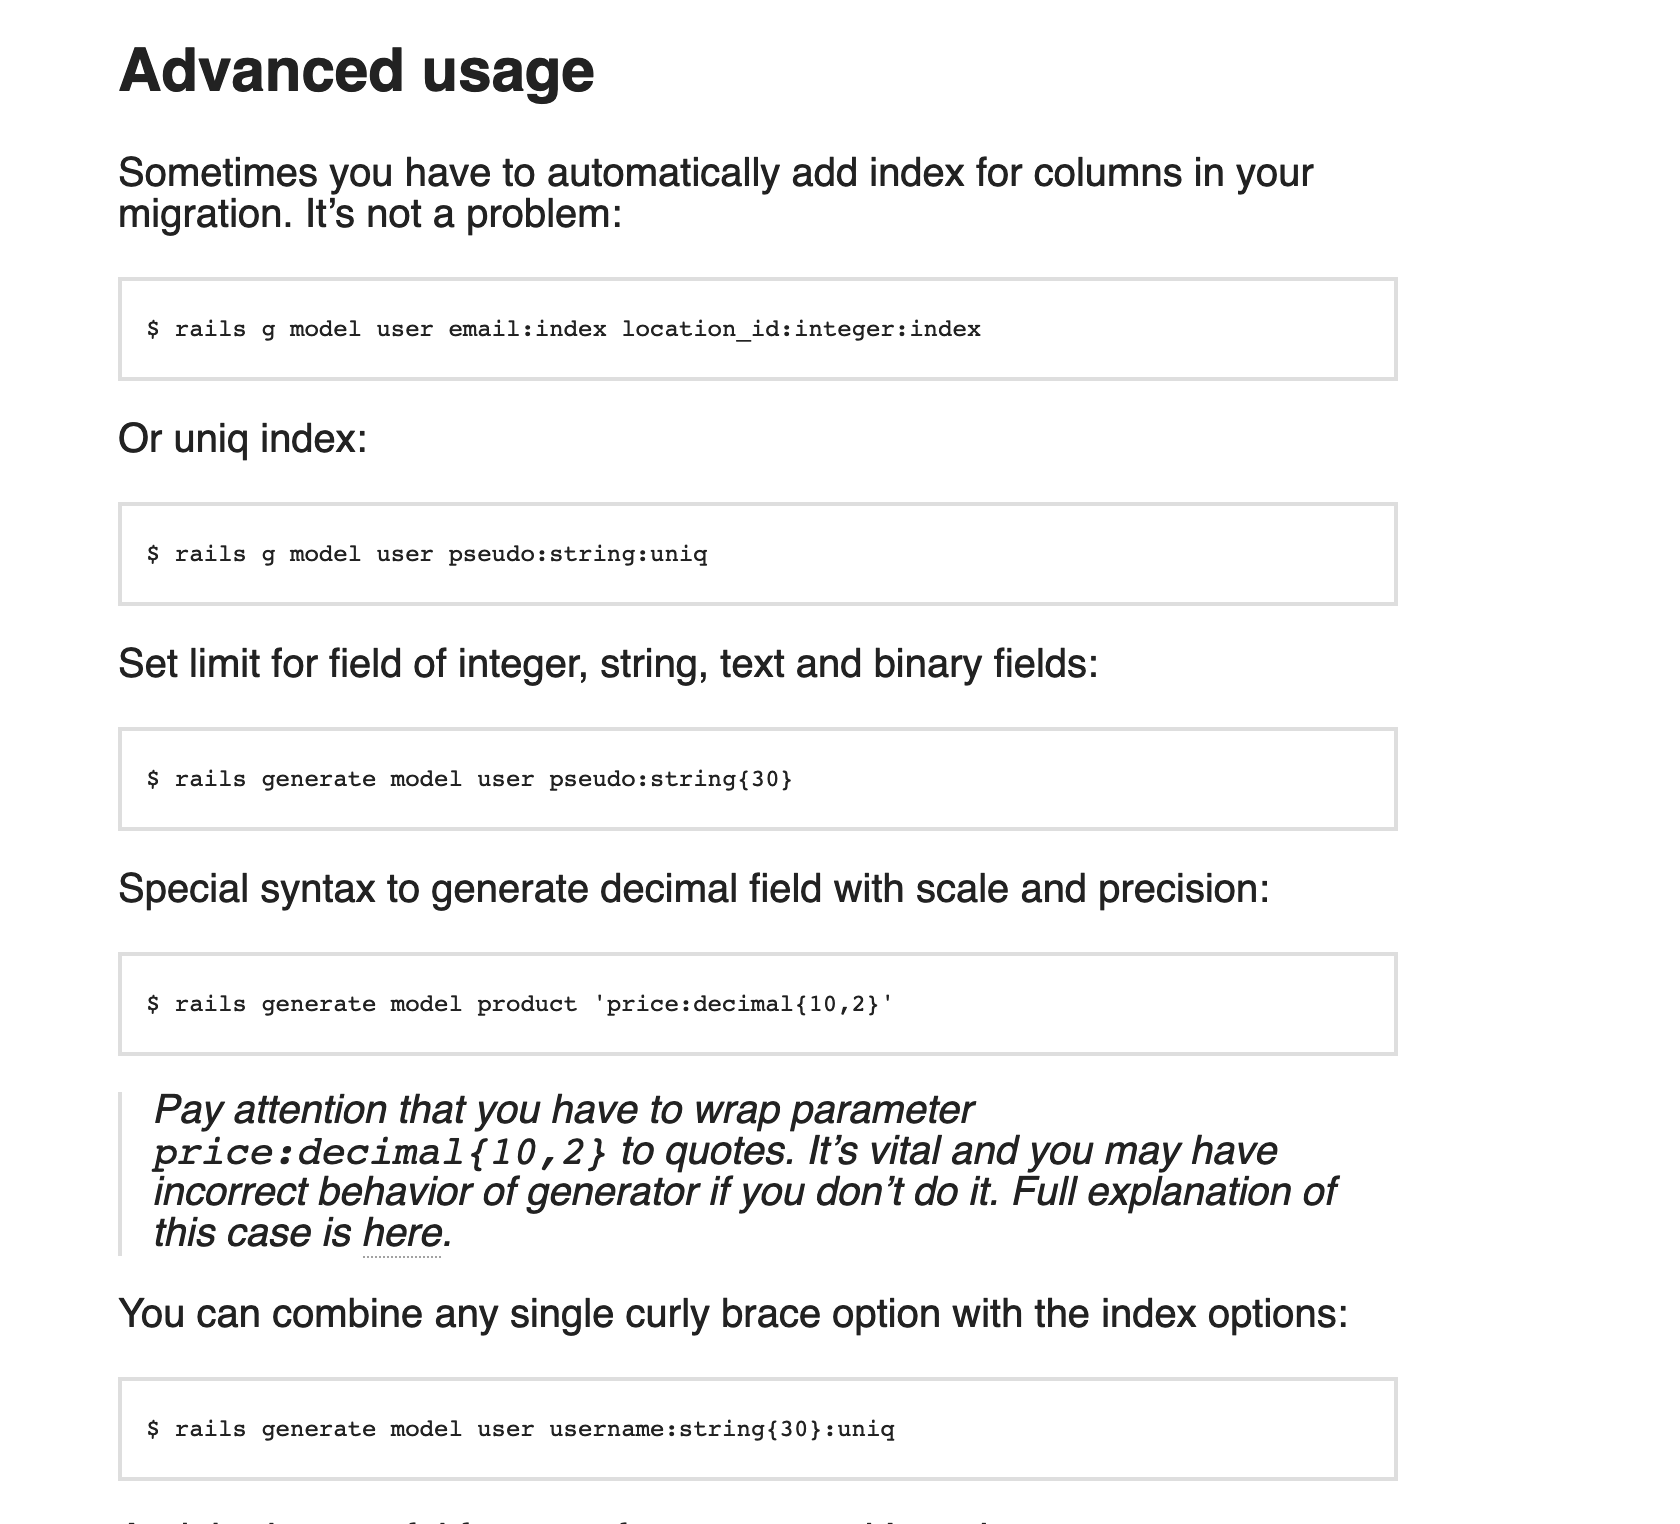 Advanced usage
Sometimes you have to automatically add index for columns in your
migration. It’s not a problem:
$ rails g model user email:index location_id:integer:index
Or uniq index:
$ rails g model user pseudo:string:uniq
Set limit for field of integer, string, text and binary fields:
$ rails generate model user pseudo:string{30}
Special syntax to generate decimal field with scale and precision:
$ rails generate model product 'price:decimal{10,2}'
Pay attention that you have to wrap parameter
price:decimal{10,2} to quotes. It’s vital and you may have
incorrect behavior of generator if you don’t do it. Full explanation of
this case is here.
You can combine any single curly brace option with the index options:
$ rails generate model user username:string{30}:uniq